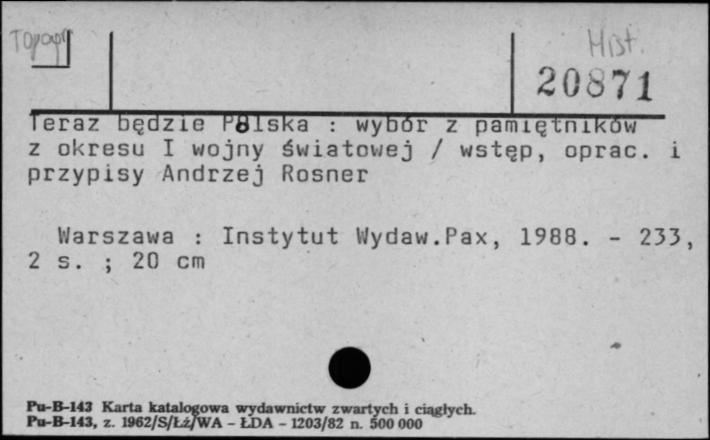 Topogr
Hist.
20871
Teraz będzie Polska : wybór z pamiętników
z okresu I wojny światowej / wstęp, oprac. i
przypisy Andrzej Rosner
Warszawa : Instytut Wydaw.Pax, 1988. - 233,
2 s. ; 20 cm
Pu-B-143 Karta katalogowa wydawnictw zwartych i ciągłych.
Pu-B-143, z. 1962/S/Łź/WA - ŁDA - 1203/82 n. 500 000